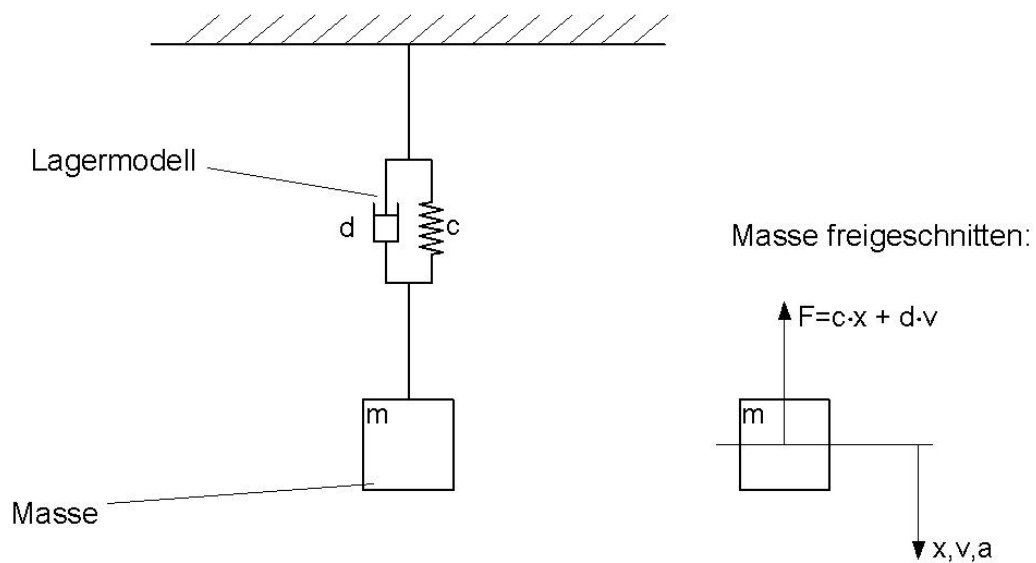 Lagermodell
d
c
Masse freigeschnitten:
F=c·x + d·v
m
m
Masse
x,v,a